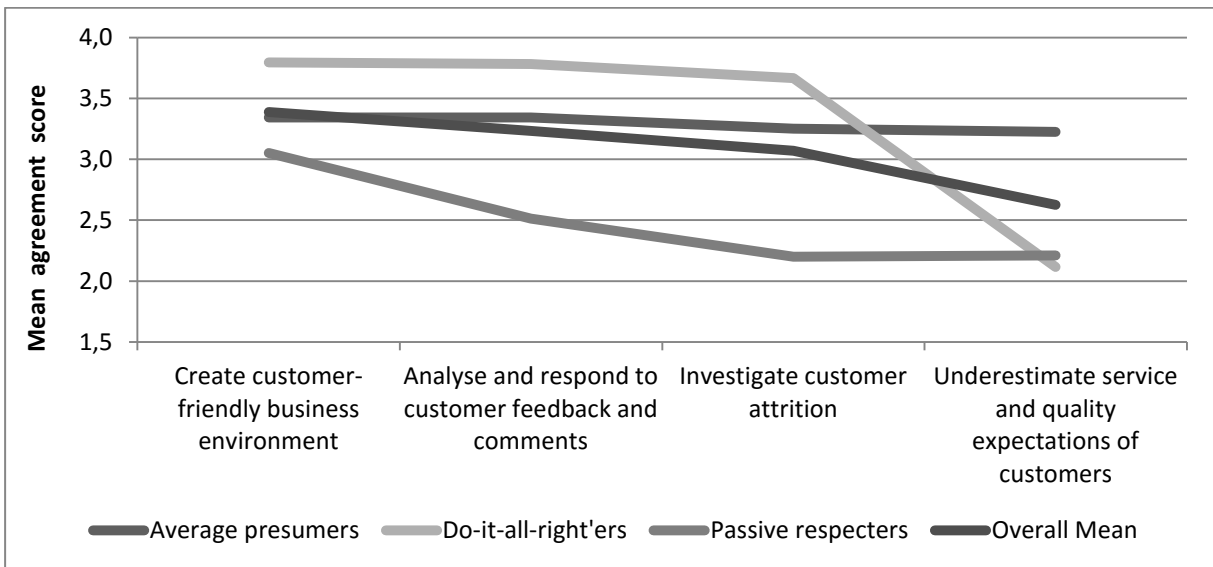 4,0
3,5
3,0
2,5
2,0
1,5
Mean agreement score
Create customer-
friendly business
environment
Analyse and respond to
customer feedback and
comments
Investigate customer
attrition
Underestimate service
and quality
expectations of
customers
Average presumers Do-it-all-right'ers Passive respecters Overall Mean